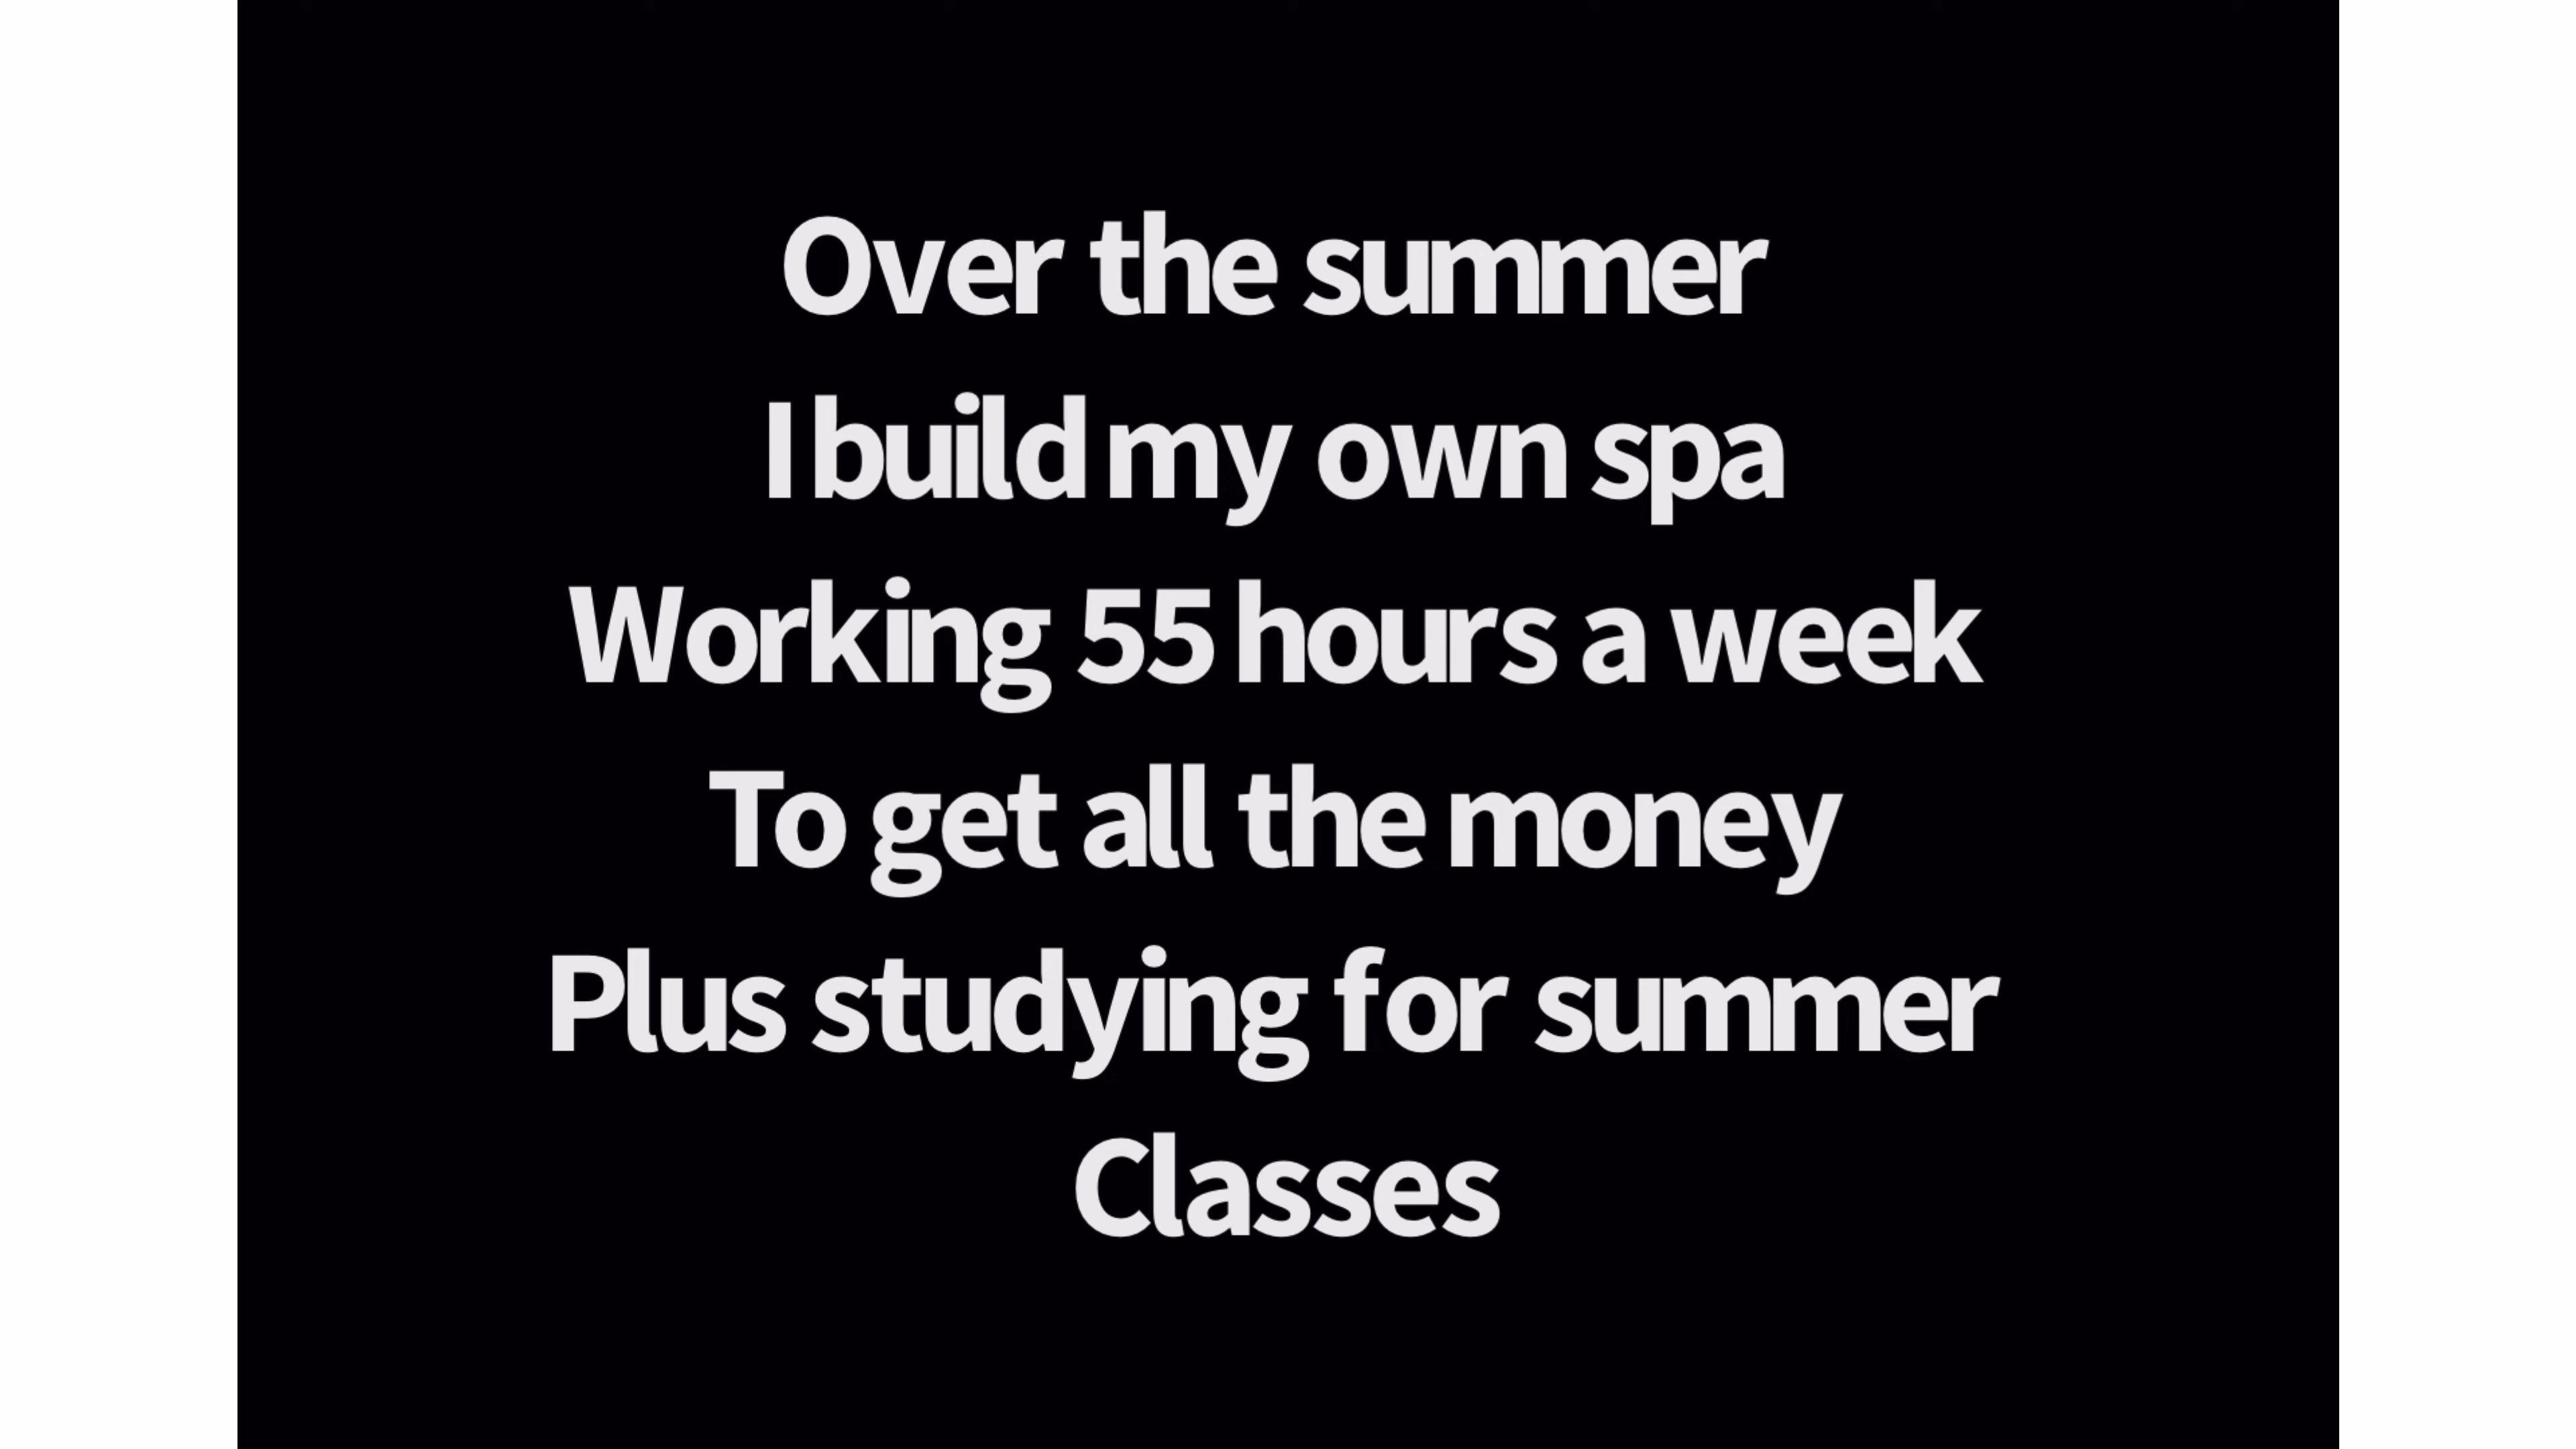 Over the summer
I build my own spa
Working 55 hours a week
To get all the money
Plus studying for summer
Classes